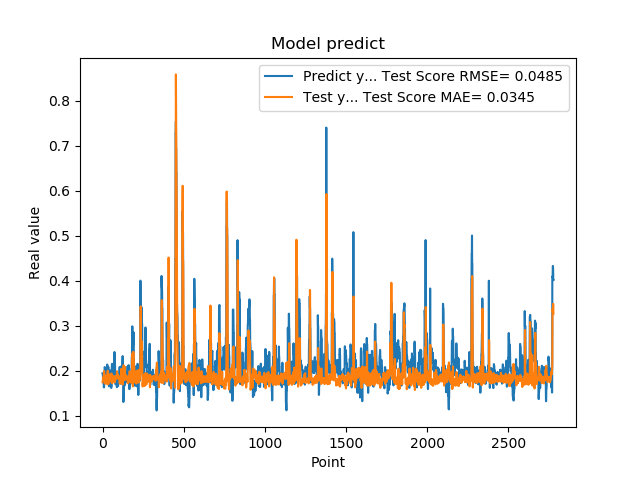 Model predict
Predict y... Test Score RMSE= 0.0485
Test y... Test Score MAE= 0.0345
Real value
0.8
0.7
0.6
0.5
0.4
0.3
0.2
0.1
0 500 1000 1500 2000 2500
Point